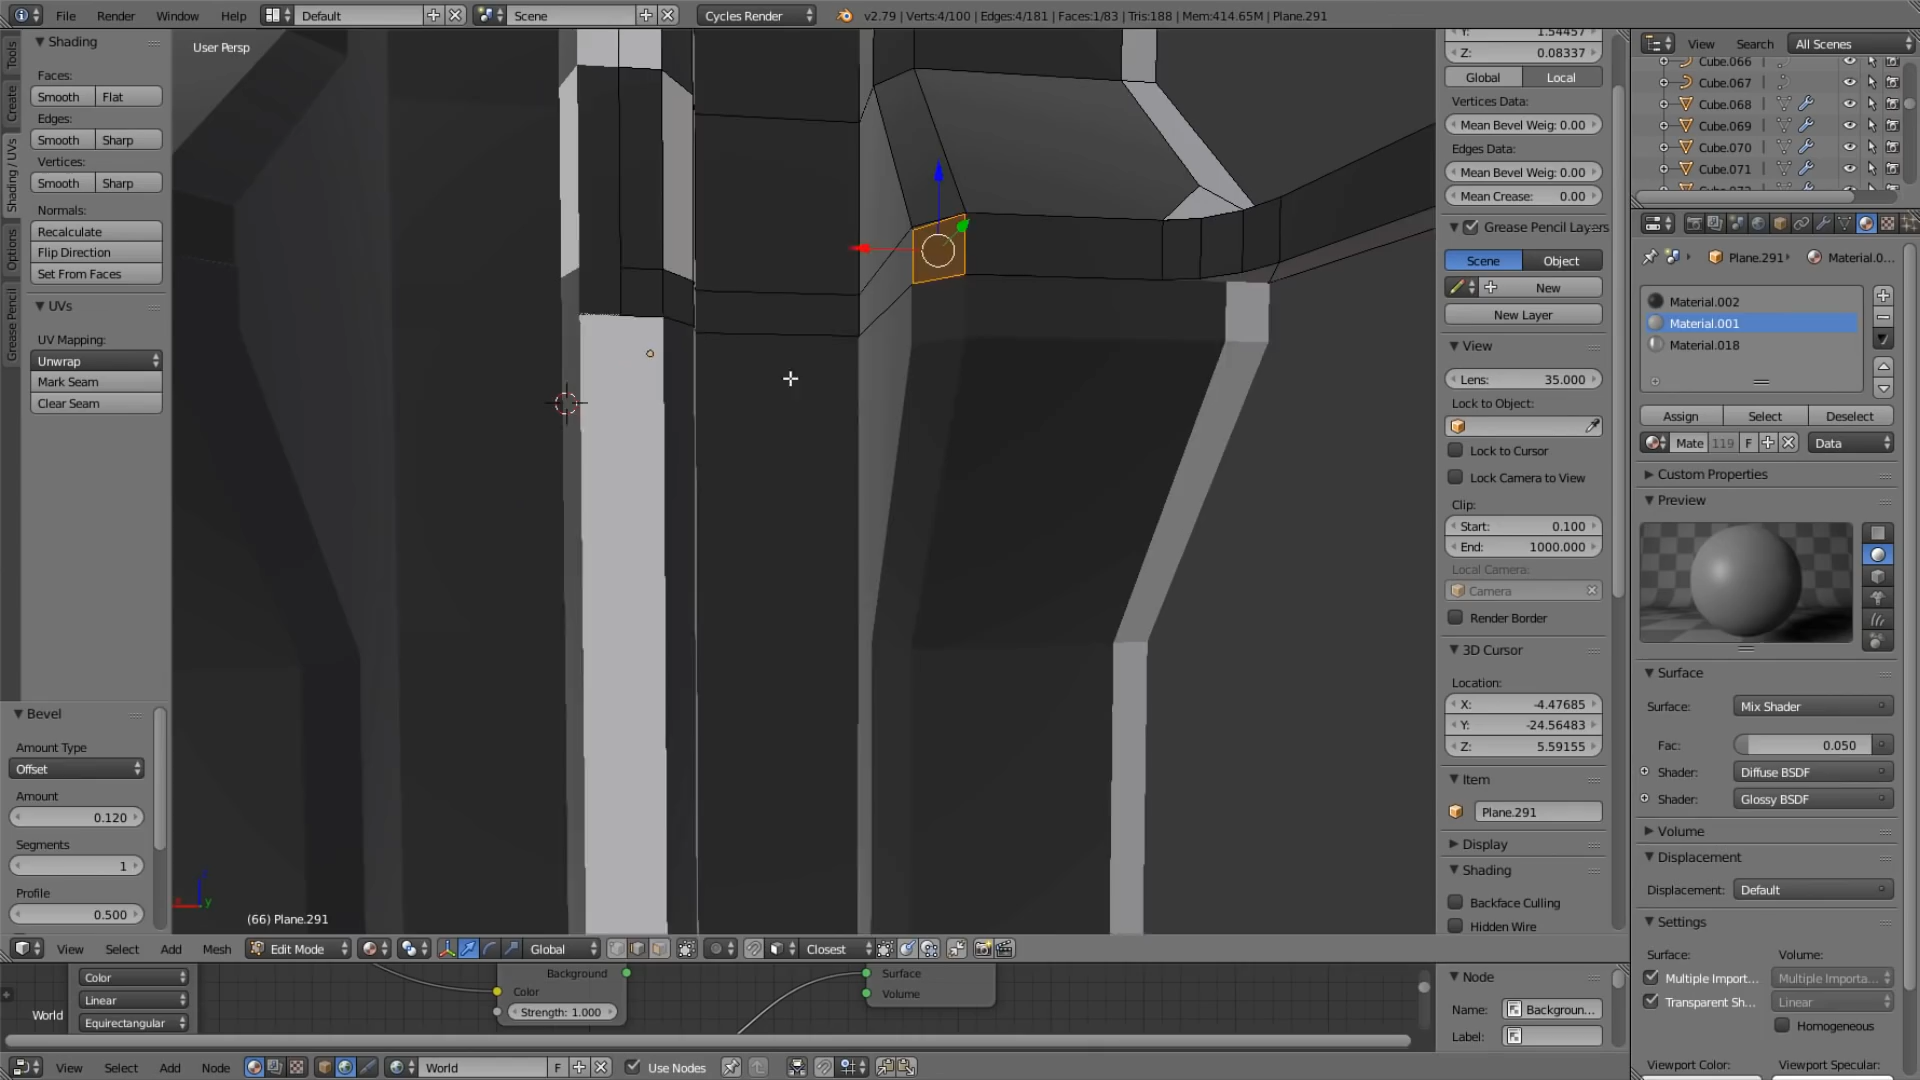 File Render Window Help Default Scene Cycles Render v2.79 | Verts:4/100 | Edges:4/181 | Faces:1/83 | Tris:188 | Mem:414.65M | Plane.291
Tools
Create
Shading / UVs
Options
Grease Pencil
Shading
Faces:
Smooth Flat
Edges:
Smooth Sharp
Vertices:
Smooth Sharp
Normals:
Recalculate
Flip Direction
Set From Faces
UVs
UV Mapping:
Unwrap
Mark Seam
Clear Seam
Bevel
Amount Type
Offset
Amount
0.120
Segments
1
Profile
0.500
User Persp
(66) Plane.291
Y: 1.54457
Z: 0.08337
Global Local
Vertices Data:
Mean Bevel Weig: 0.00
Edges Data:
Mean Bevel Weig: 0.00
Mean Crease: 0.00
Grease Pencil Layers
Scene Object
New
New Layer
View
Lens: 35.000
Lock to Object:
Lock to Cursor
Lock Camera to View
Clip:
Start: 0.100
End: 1000.000
Local Camera:
Camera
Render Border
3D Cursor
Location:
X: -4.47685
Y: -24.56483
Z: 5.59155
Item
Plane.291
Display
Shading
Backface Culling
Hidden Wire
View Search All Scenes
Cube.066
Cube.067
Cube.068
Cube.069
Cube.070
Cube.071
Plane.291 Material.0...
Material.002
Material.001
Material.018
Assign Select Deselect
Mate 119 F Data
Custom Properties
Preview
Surface
Surface: Mix Shader
Fac: 0.050
Shader: Diffuse BSDF
Shader: Glossy BSDF
Volume
Displacement
Displacement: Default
Settings
Surface: Volume:
Multiple Import... Multiple Importa...
Transparent Sh... Linear
Homogeneous
Viewport Color: Viewport Specular:
View Select Add Mesh Edit Mode Global Closest
Color
Linear
Equirectangular
World
Background
Color
Strength: 1.000
Surface
Volume
Node
Name: Backgroun...
Label:
View Select Add Node World F Use Nodes